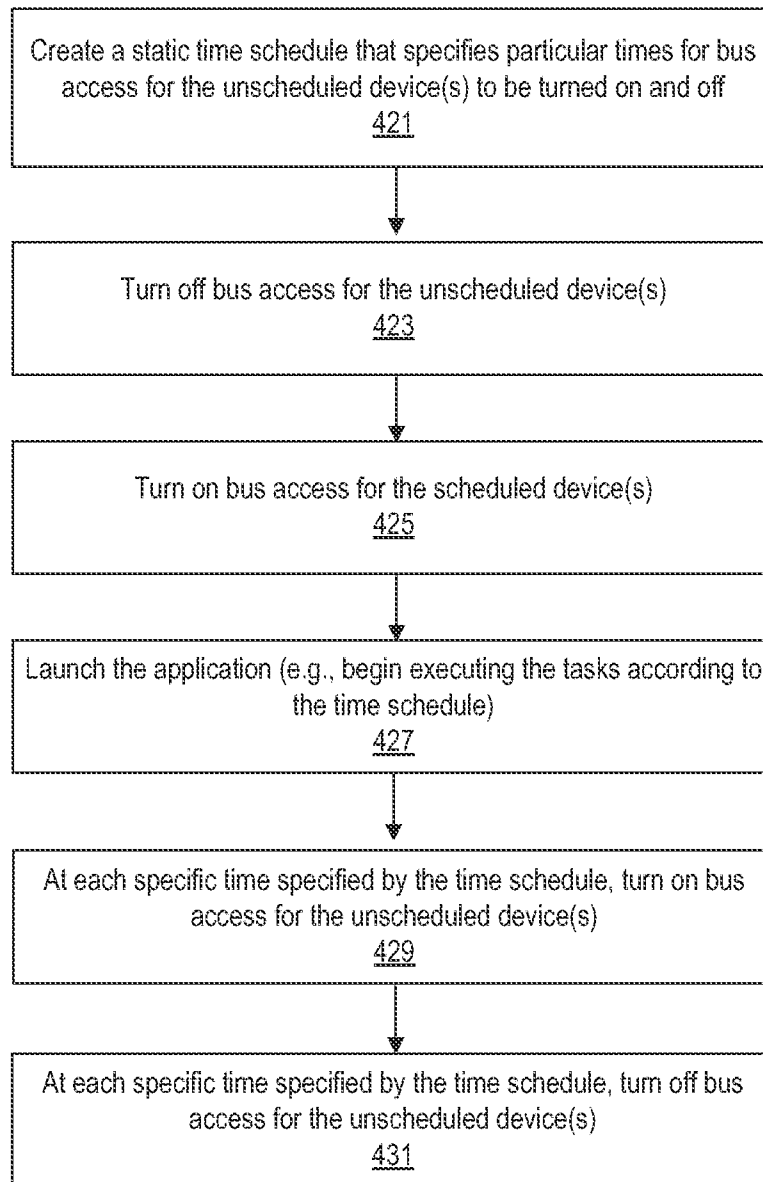 Create a static time schedule that specifies particular times for bus
access for the unscheduled device(s) to be turned on and off
421
Turn off bus access for the unscheduled device(s)
423
Turn on bus access for the scheduled device(s)
425
Launch the application (e.g., begin executing the tasks according to
the time schedule)
427
At each specific time specified by the time schedule, turn on bus
access for the unscheduled device(s)
429
At each specific time specified by the time schedule, turn off bus
access for the unscheduled device(s)
431